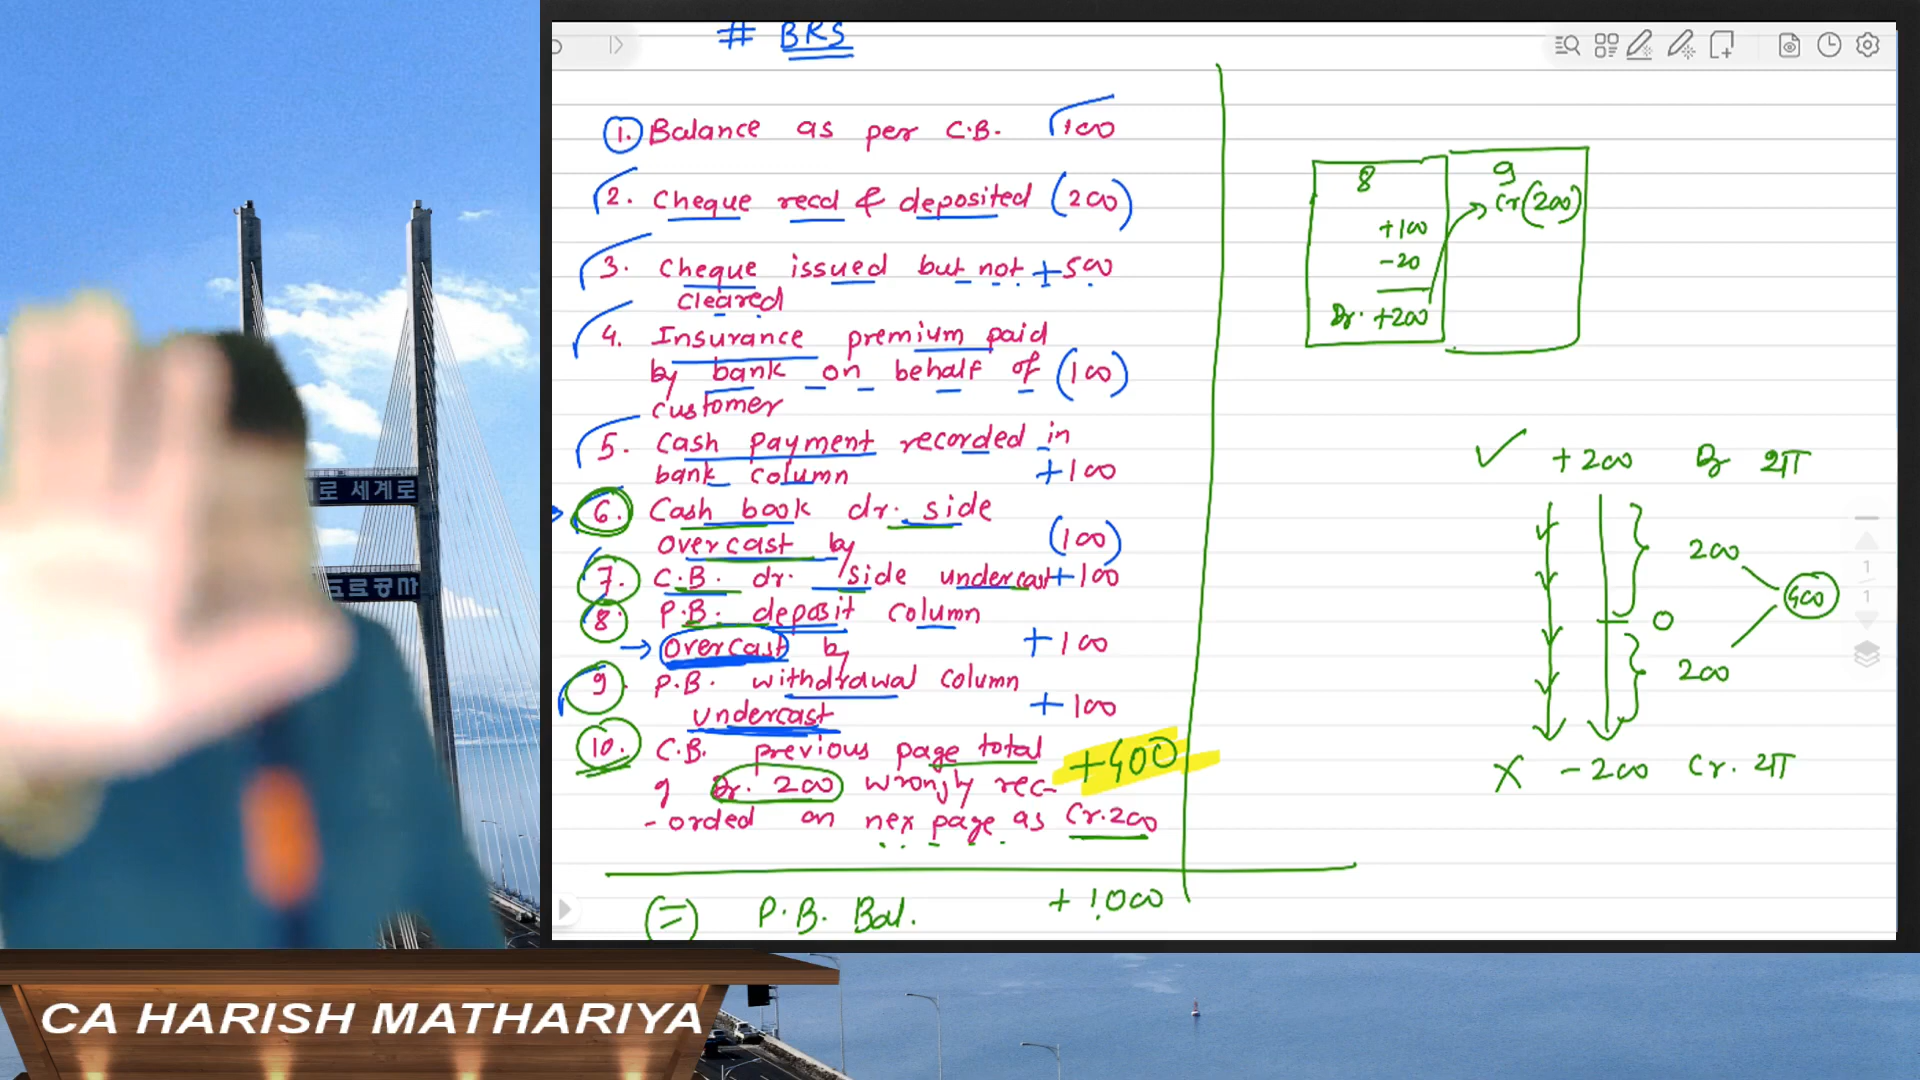 # BRS
1. Balance as per C.B. 100
2. Cheque recd & deposited (200)
3. Cheque issued but not +500
cleared
4. Insurance premium paid
by bank on behalf of (100)
customer
5. Cash payment recorded in
bank column +100
6. Cash book dr. side
overcast by (100)
7. C.B. dr. side undercast +100
8. P.B. deposit column
→ overcast by +100
9. P.B. withdrawal column
undercast +100
10. C.B. previous page total +400
of Dr. 200 wrongly rec-
-orded on nex page as Cr.200
(=) P.B. Bal. +1000
8 9
Cr(200)
+100
-20
Dr. +200
✓ +200 Dr
200
0 400
200
X -200 Cr.
1
1
로 세계로
CA HARISH MATHARIYA